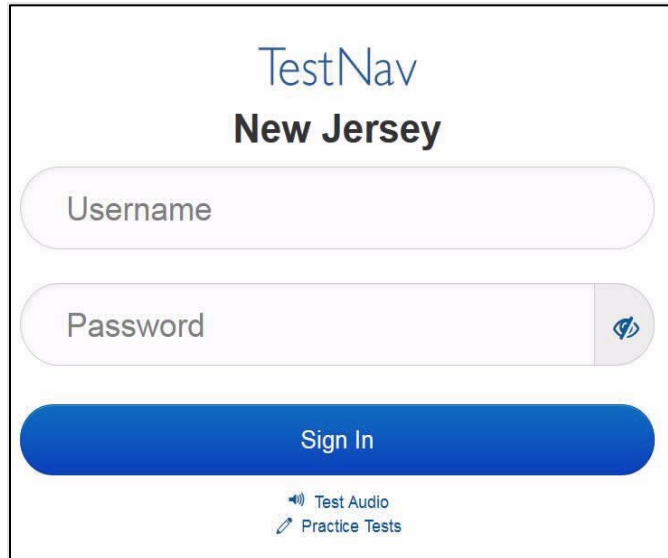 TestNav
New Jersey
Username
Password
Sign In
Test Audio
Practice Tests